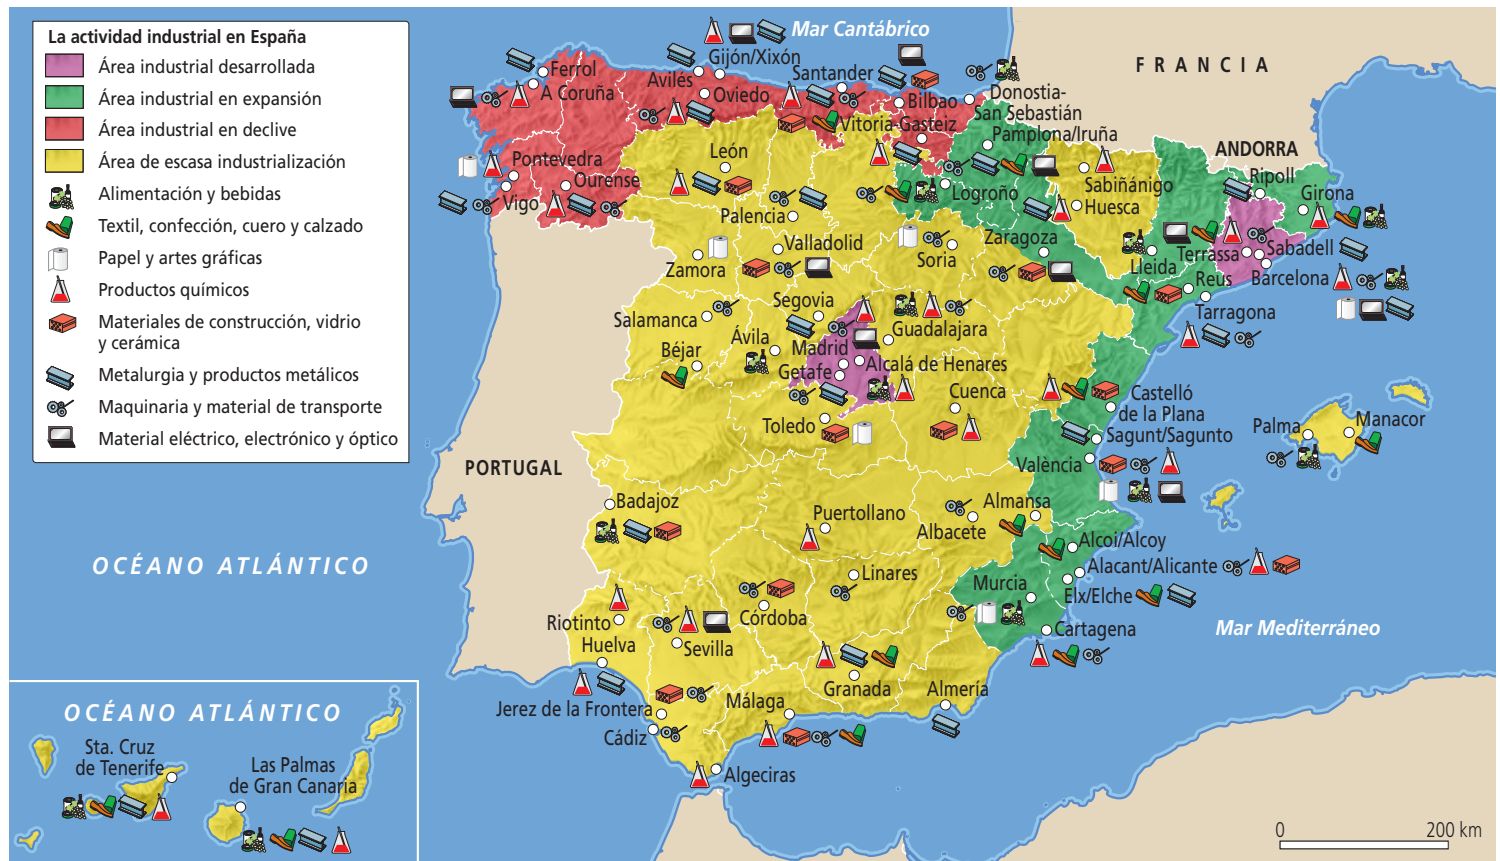 La actividad industrial en España
Área industrial desarrollada
Área industrial en expansión
Área industrial en declive
Área de escasa industrialización
Alimentación y bebidas
Textil, confección, cuero y calzado
Papel y artes gráficas
Productos químicos
Materiales de construcción, vidrio
y cerámica
Metalurgia y productos metálicos
Maquinaria y material de transporte
Material eléctrico, electrónico y óptico
Mar Cantábrico
FRANCIA
ANDORRA
PORTUGAL
OCÉANO ATLÁNTICO
Mar Mediterráneo
Ferrol
A Coruña
Avilés
Gijón/Xixón
Oviedo
Santander
Bilbao
Donostia-
San Sebastián
Vitoria-Gasteiz
Pamplona/Iruña
Pontevedra
Ourense
Vigo
León
Palencia
Logroño
Sabiñánigo
Huesca
Ripoll
Girona
Zamora
Valladolid
Soria
Zaragoza
Lleida
Terrassa
Sabadell
Barcelona
Reus
Tarragona
Salamanca
Segovia
Ávila
Béjar
Madrid
Getafe
Guadalajara
Alcalá de Henares
Cuenca
Toledo
Castelló
de la Plana
Sagunt/Sagunto
València
Palma
Manacor
Badajoz
Puertollano
Albacete
Almansa
Alcoi/Alcoy
Alacant/Alicante
Elx/Elche
Murcia
Cartagena
Linares
Córdoba
Riotinto
Huelva
Sevilla
Granada
Almería
Jerez de la Frontera
Cádiz
Málaga
Algeciras
OCÉANO ATLÁNTICO
Sta. Cruz
de Tenerife
Las Palmas
de Gran Canaria
0 200 km